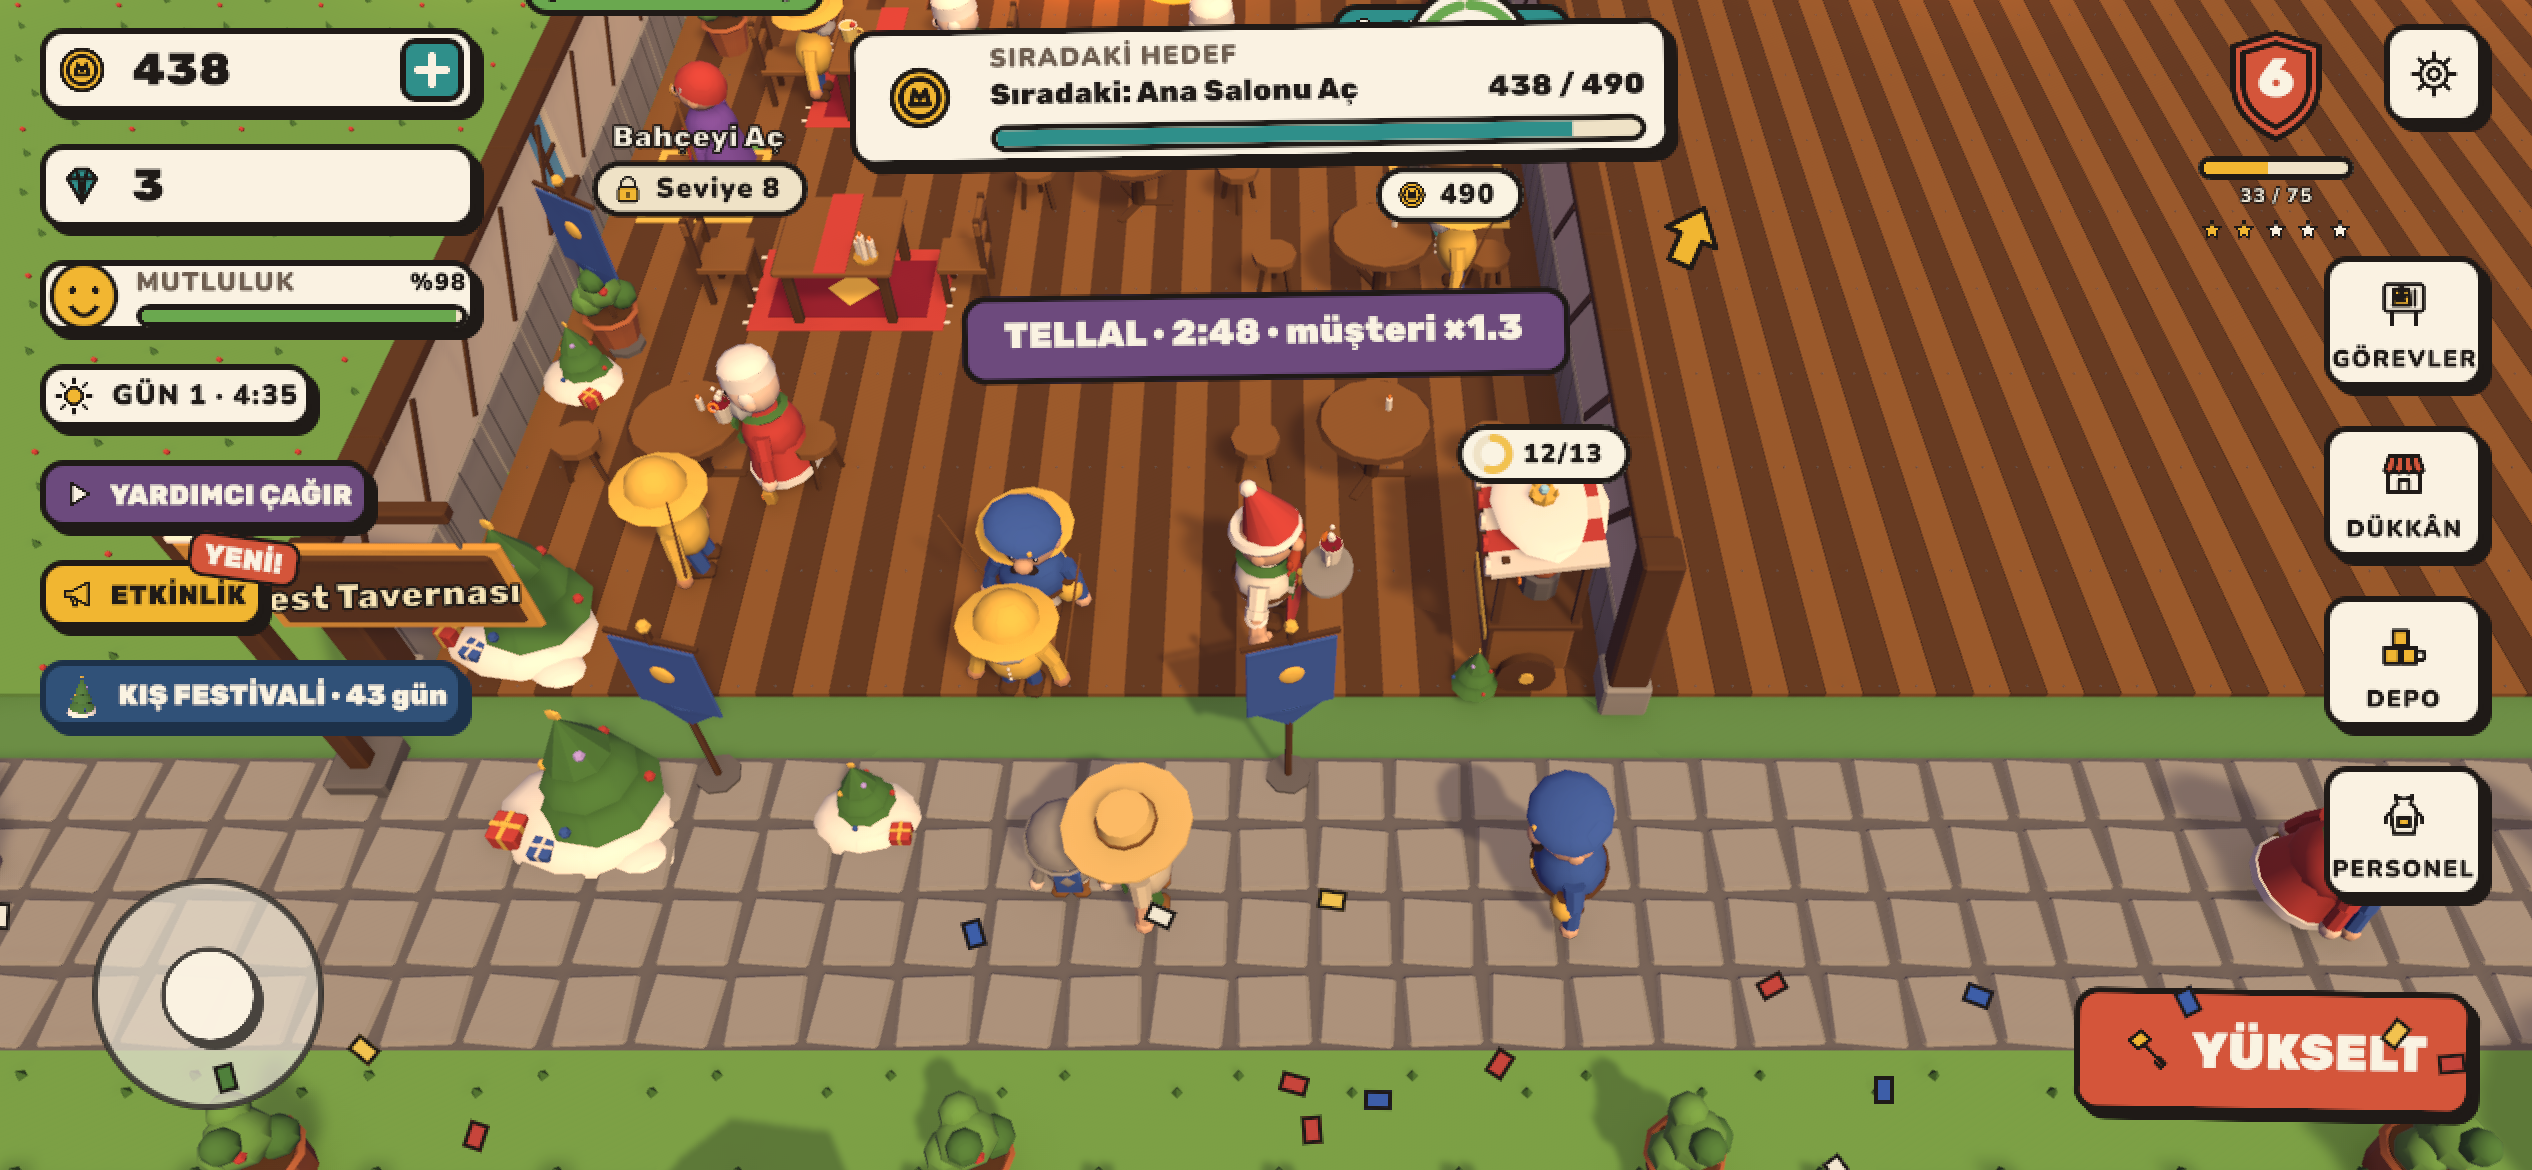 438
3
MUTLULUK %98
GÜN 1 · 4:35
YARDIMCI ÇAĞIR
YENİ!
ETKİNLİK
est Tavernası
KIŞ FESTİVALİ · 43 gün
SIRADAKİ HEDEF
Sıradaki: Ana Salonu Aç 438 / 490
Bahçeyi Aç
Seviye 8
490
TELLAL · 2:48 · müşteri ×1.3
12/13
6
33 / 75
GÖREVLER
DÜKKÂN
DEPO
PERSONEL
YÜKSELT